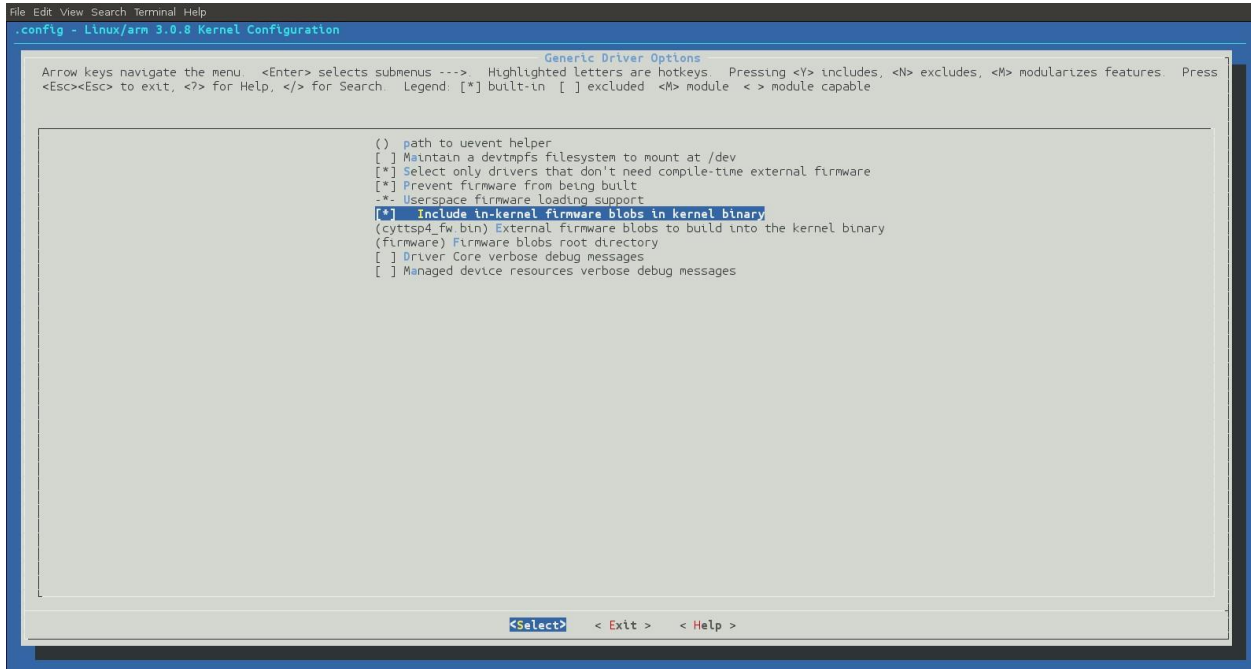 File Edit View Search Terminal Help
.config - Linux/arm 3.0.8 Kernel Configuration
Generic Driver Options
Arrow keys navigate the menu. <Enter> selects submenus --->. Highlighted letters are hotkeys. Pressing <Y> includes, <N> excludes, <M> modularizes features. Press
<Esc><Esc> to exit, <?> for Help, </> for Search. Legend: [*] built-in [ ] excluded <M> module < > module capable
() path to uevent helper
[ ] Maintain a devtmpfs filesystem to mount at /dev
[*] Select only drivers that don't need compile-time external firmware
[*] Prevent firmware from being built
-*- Userspace firmware loading support
[*] Include in-kernel firmware blobs in kernel binary
(cyttsp4_fw.bin) External firmware blobs to build into the kernel binary
(firmware) Firmware blobs root directory
[ ] Driver Core verbose debug messages
[ ] Managed device resources verbose debug messages
<Select> < Exit > < Help >